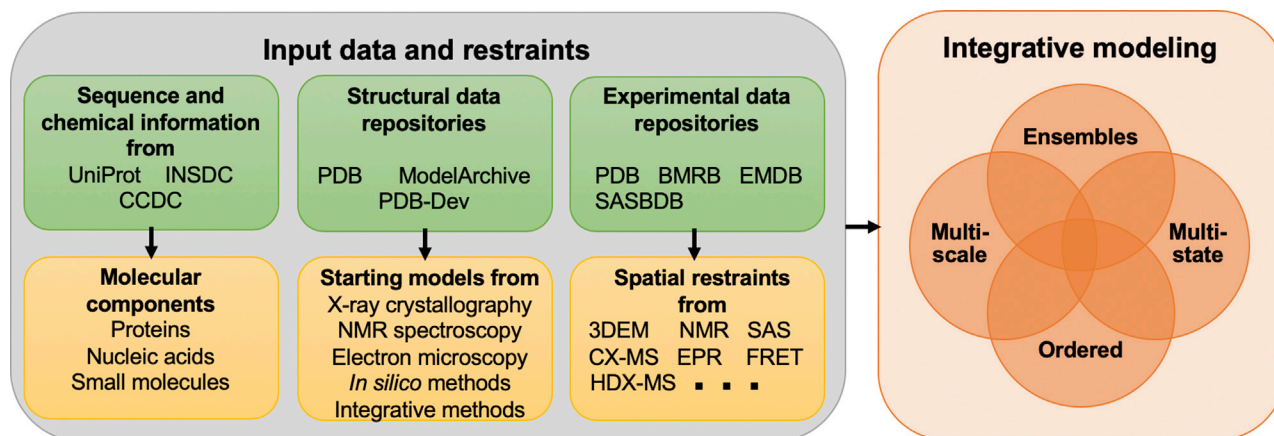 Input data and restraints
Sequence and
chemical information
from
UniProt INSDC
CCDC
Structural data
repositories
PDB ModelArchive
PDB-Dev
Experimental data
repositories
PDB BMRB EMDB
SASBDB
Molecular
components
Proteins
Nucleic acids
Small molecules
Starting models from
X-ray crystallography
NMR spectroscopy
Electron microscopy
In silico methods
Integrative methods
Spatial restraints
from
3DEM NMR SAS
CX-MS EPR FRET
HDX-MS ▪ ▪ ▪
Integrative modeling
Ensembles
Multi-
scale
Multi-
state
Ordered